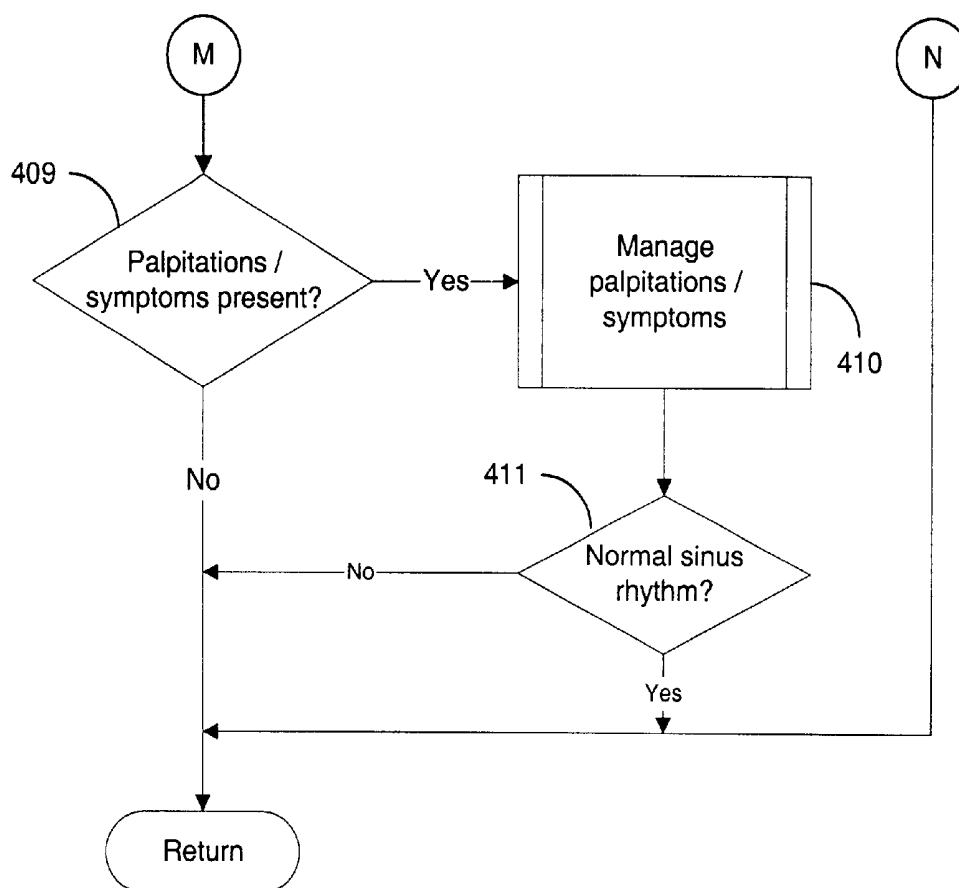 M
N
409
Palpitations /
symptoms present?
Yes
Manage
palpitations /
symptoms
410
No
411
Normal sinus
rhythm?
No
Yes
Return